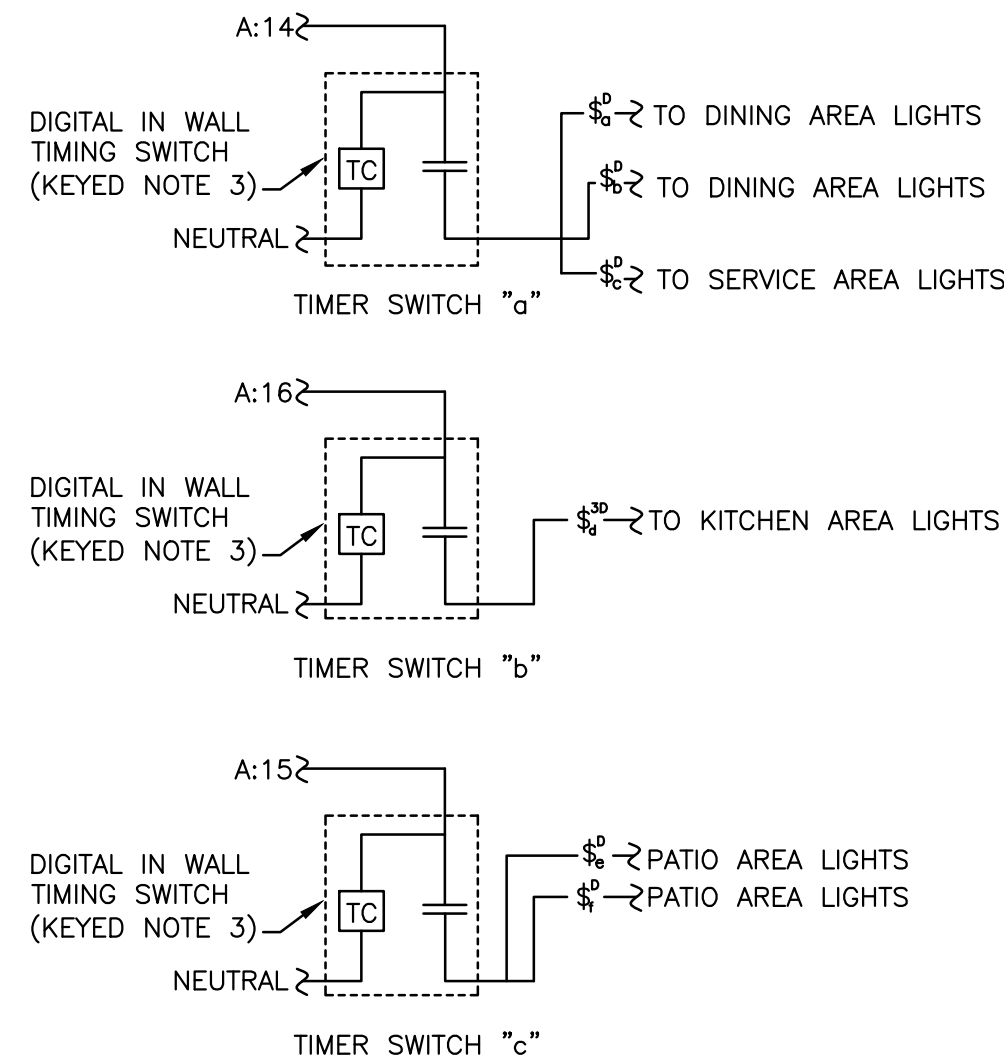 A:14
DIGITAL IN WALL
TIMING SWITCH
(KEYED NOTE 3)
TC
NEUTRAL
$ D a TO DINING AREA LIGHTS
$ D b TO DINING AREA LIGHTS
$ D c TO SERVICE AREA LIGHTS
TIMER SWITCH "a"
A:16
DIGITAL IN WALL
TIMING SWITCH
(KEYED NOTE 3)
TC
NEUTRAL
$ 3D d TO KITCHEN AREA LIGHTS
TIMER SWITCH "b"
A:15
DIGITAL IN WALL
TIMING SWITCH
(KEYED NOTE 3)
TC
NEUTRAL
$ D e PATIO AREA LIGHTS
$ D f PATIO AREA LIGHTS
TIMER SWITCH "c"